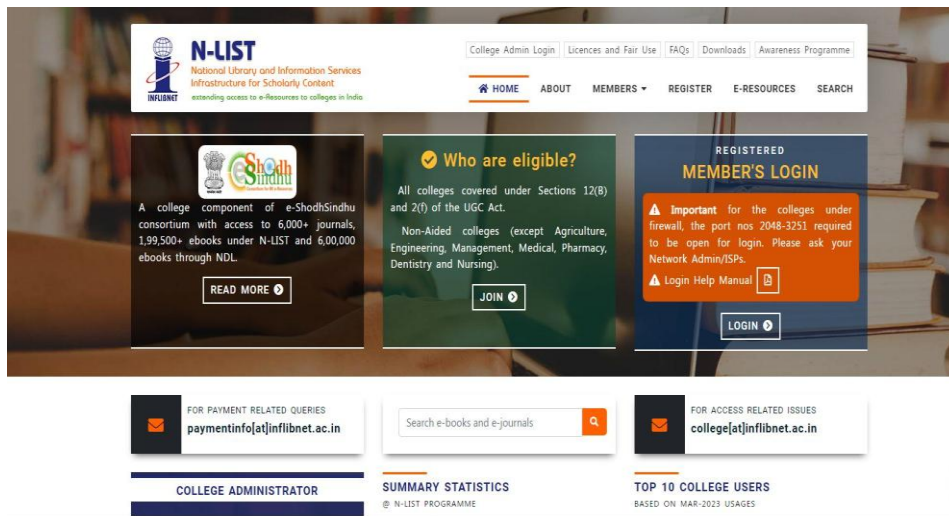 N-LIST
National Library and Information Services
Infrastructure for Scholarly Content
extending access to e-Resources to colleges in India
INFLIBNET
College Admin Login
Licences and Fair Use
FAQs
Downloads
Awareness Programme
HOME
ABOUT
MEMBERS
REGISTER
E-RESOURCES
SEARCH
e
Shodh
Sindhu
A college component of e-ShodhSindhu
consortium with access to 6,000+ journals,
1,99,500+ ebooks under N-LIST and 6,00,000
ebooks through NDL.
READ MORE
Who are eligible?
All colleges covered under Sections 12(B)
and 2(f) of the UGC Act.
Non-Aided colleges (except Agriculture,
Engineering, Management, Medical, Pharmacy,
Dentistry and Nursing).
JOIN
REGISTERED
MEMBER'S LOGIN
Important for the colleges under
firewall, the port nos 2048-3251 required
to be open for login. Please ask your
Network Admin/ISPs.
Login Help Manual
LOGIN
FOR PAYMENT RELATED QUERIES
paymentinfo[at]inflibnet.ac.in
Search e-books and e-journals
FOR ACCESS RELATED ISSUES
college[at]inflibnet.ac.in
COLLEGE ADMINISTRATOR
SUMMARY STATISTICS
@ N-LIST PROGRAMME
TOP 10 COLLEGE USERS
BASED ON MAR-2023 USAGES